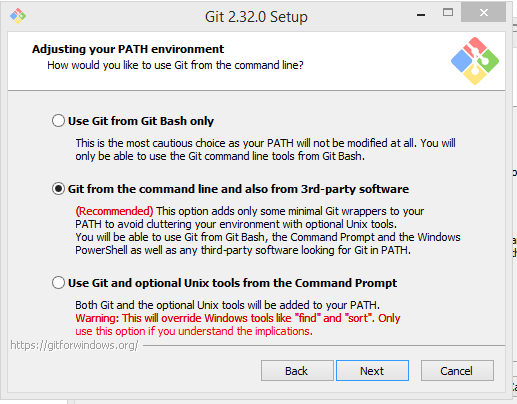 Git 2.32.0 Setup
Adjusting your PATH environment
How would you like to use Git from the command line?
Use Git from Git Bash only
This is the most cautious choice as your PATH will not be modified at all. You will
only be able to use the Git command line tools from Git Bash.
Git from the command line and also from 3rd-party software
(Recommended) This option adds only some minimal Git wrappers to your
PATH to avoid cluttering your environment with optional Unix tools.
You will be able to use Git from Git Bash, the Command Prompt and the Windows
PowerShell as well as any third-party software looking for Git in PATH.
Use Git and optional Unix tools from the Command Prompt
Both Git and the optional Unix tools will be added to your PATH.
Warning: This will override Windows tools like "find" and "sort". Only
use this option if you understand the implications.
https://gitforwindows.org/
Back
Next
Cancel